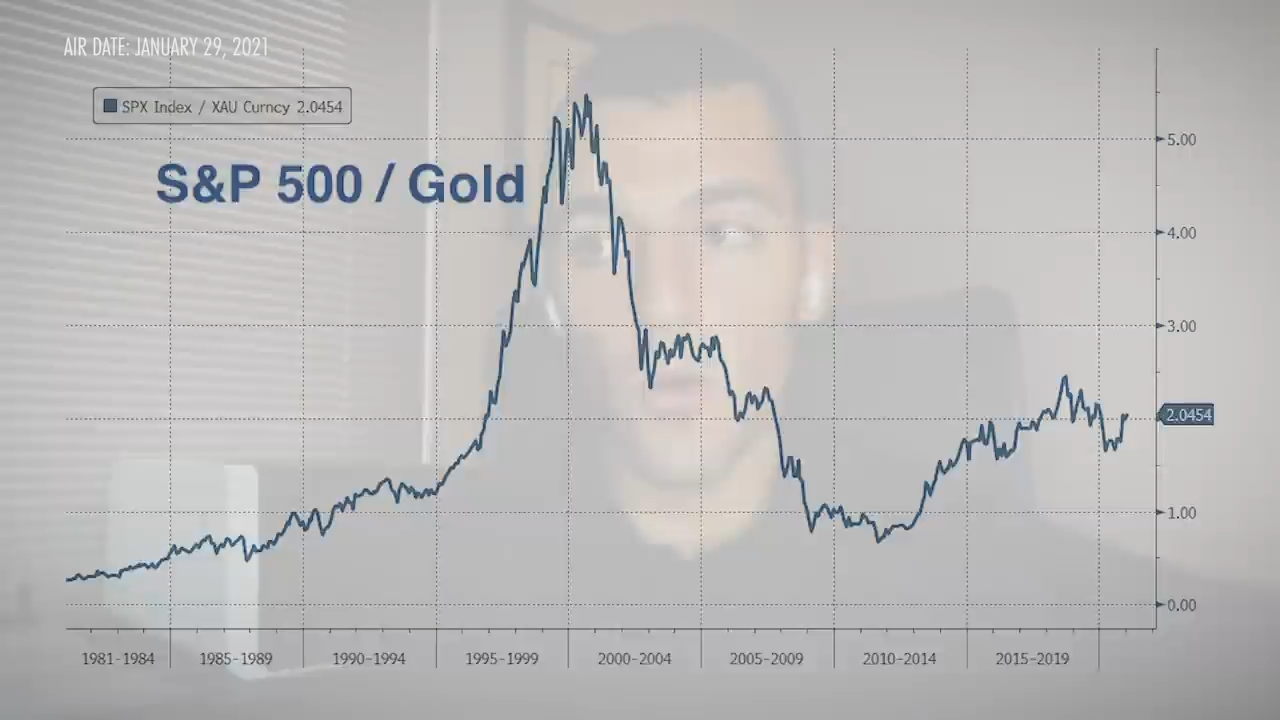 AIR DATE: JANUARY 29, 2021
SPX Index / XAU Curncy 2.0454
S&P 500 / Gold
5.00
4.00
3.00
2.0454
1.00
0.00
1981-1984 1985-1989 1990-1994 1995-1999 2000-2004 2005-2009 2010-2014 2015-2019